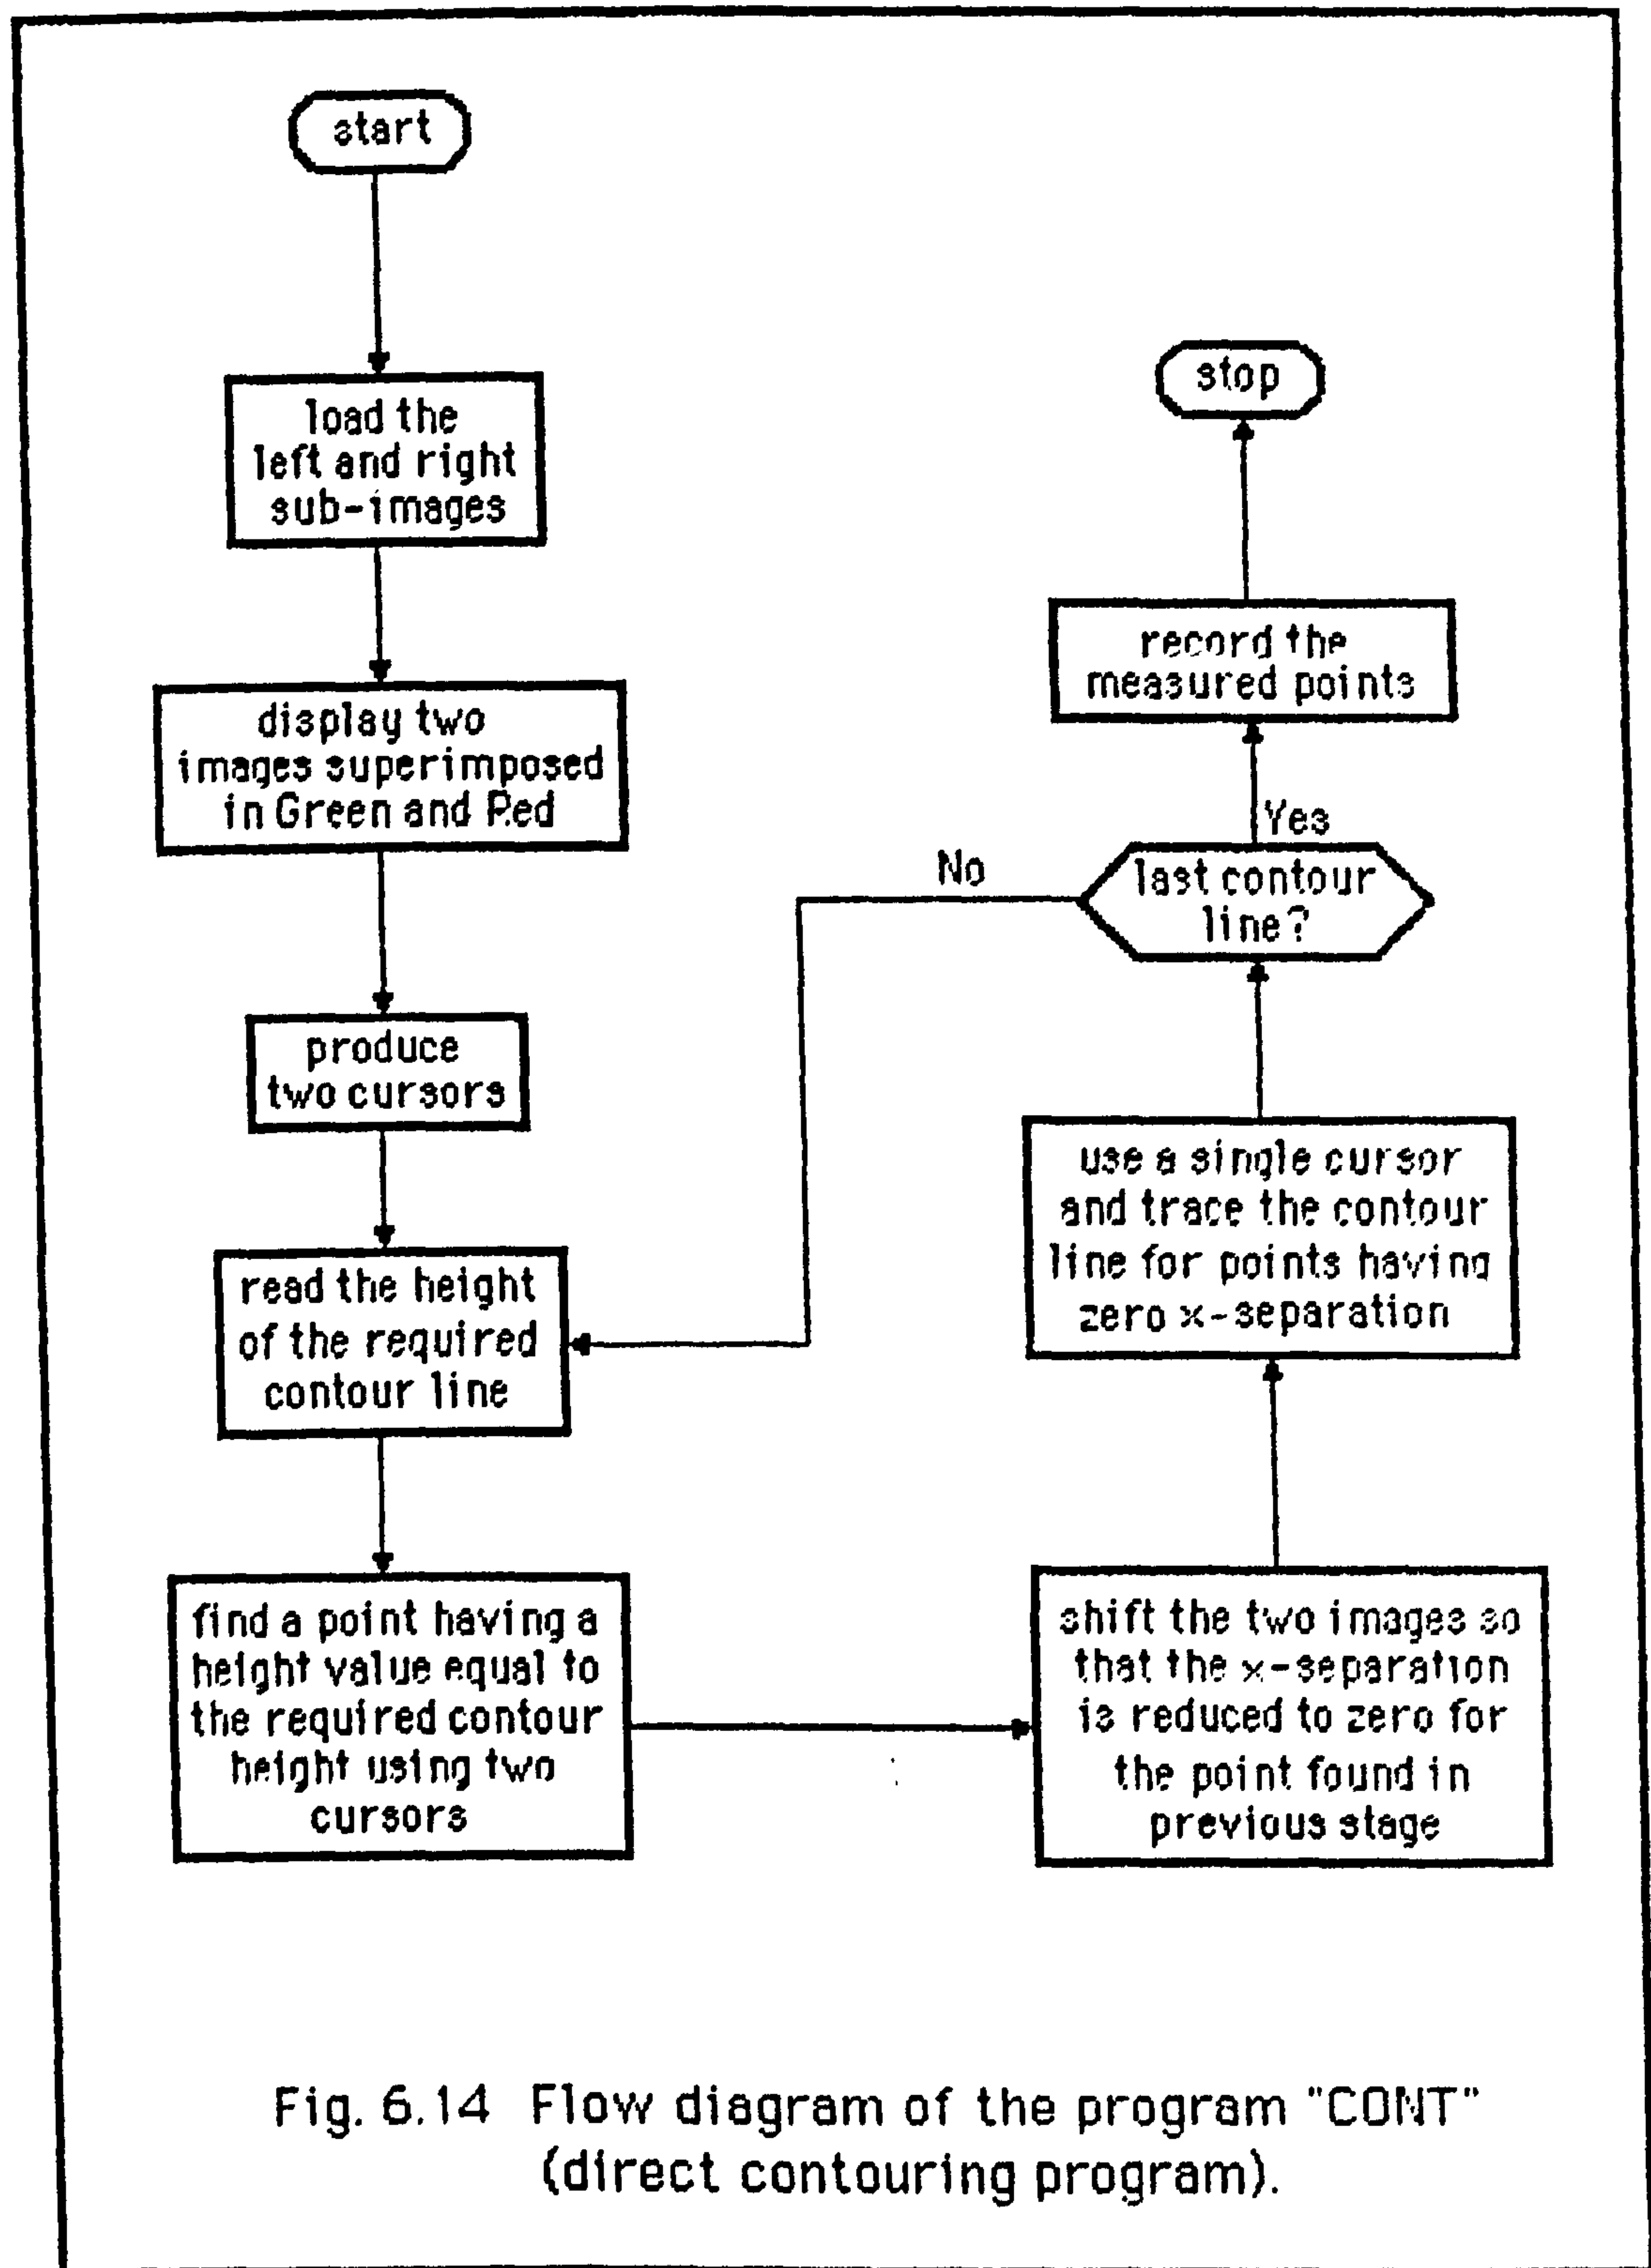 start
load the
left and right
sub-images
display two
images superimposed
in Green and Red
produce
two cursors
read the height
of the required
contour line
find a point having a
height value equal to
the required contour
height using two
cursors
shift the two images so
that the x-separation
is reduced to zero for
the point found in
previous stage
use a single cursor
and trace the contour
line for points having
zero x-separation
last contour
line?
No
Yes
record the
measured points
stop
Fig. 6.14 Flow diagram of the program "CONT"
(direct contouring program).